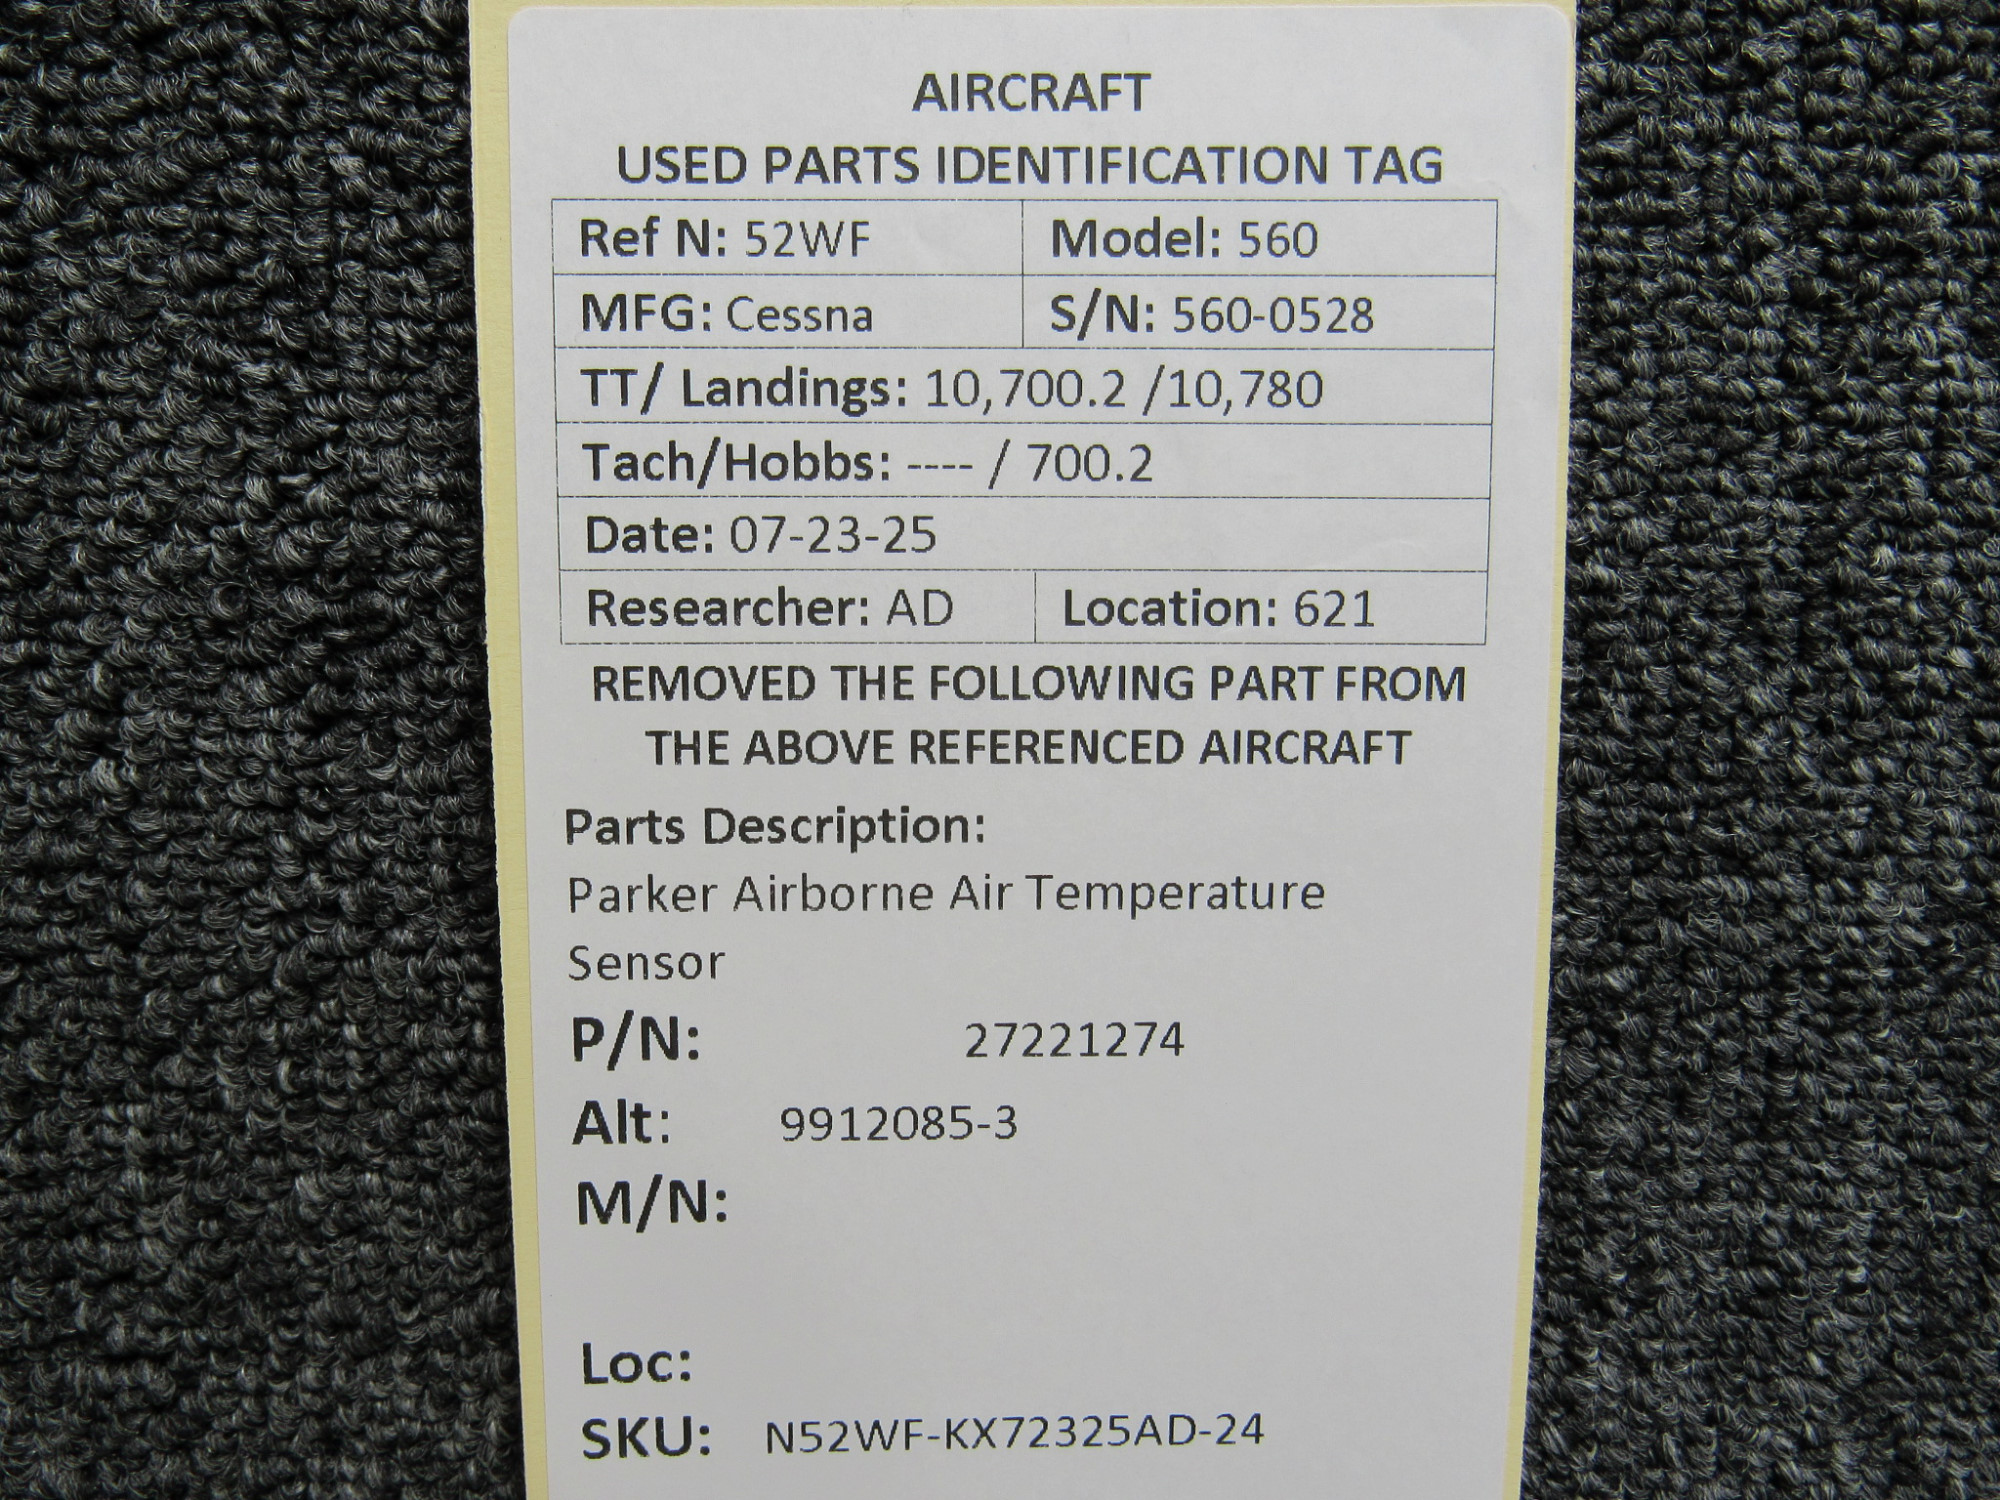 AIRCRAFT
USED PARTS IDENTIFICATION TAG
Ref N: 52WF Model: 560
MFG: Cessna S/N: 560-0528
TT/ Landings: 10,700.2 /10,780
Tach/Hobbs: ---- / 700.2
Date: 07-23-25
Researcher: AD Location: 621
REMOVED THE FOLLOWING PART FROM
THE ABOVE REFERENCED AIRCRAFT
Parts Description:
Parker Airborne Air Temperature
Sensor
P/N: 27221274
Alt: 9912085-3
M/N:
Loc:
SKU: N52WF-KX72325AD-24